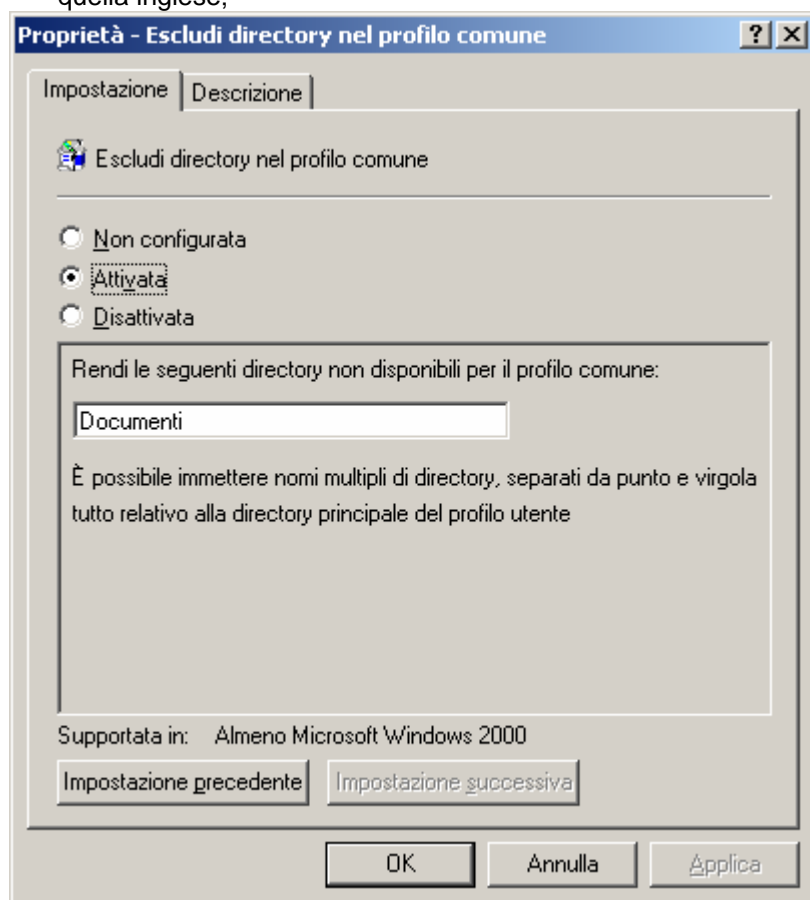 quella inglese;
Proprietà - Escludi directory nel profilo comune
Impostazione Descrizione
Escludi directory nel profilo comune
Non configurata
Attivata
Disattivata
Rendi le seguenti directory non disponibili per il profilo comune:
Documenti
È possibile immettere nomi multipli di directory, separati da punto e virgola
tutto relativo alla directory principale del profilo utente
Supportata in: Almeno Microsoft Windows 2000
Impostazione precedente Impostazione successiva
OK Annulla Applica